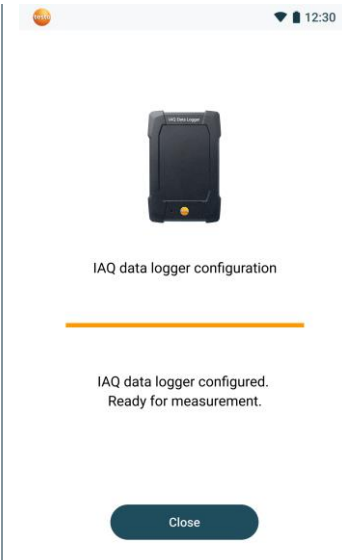 testo
12:30
IAQ Data Logger
IAQ data logger configuration
IAQ data logger configured.
Ready for measurement.
Close